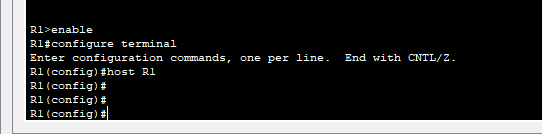 R1>enable
R1#configure terminal
Enter configuration commands, one per line.  End with CNTL/Z.
R1(config)#host R1
R1(config)#
R1(config)#
R1(config)#